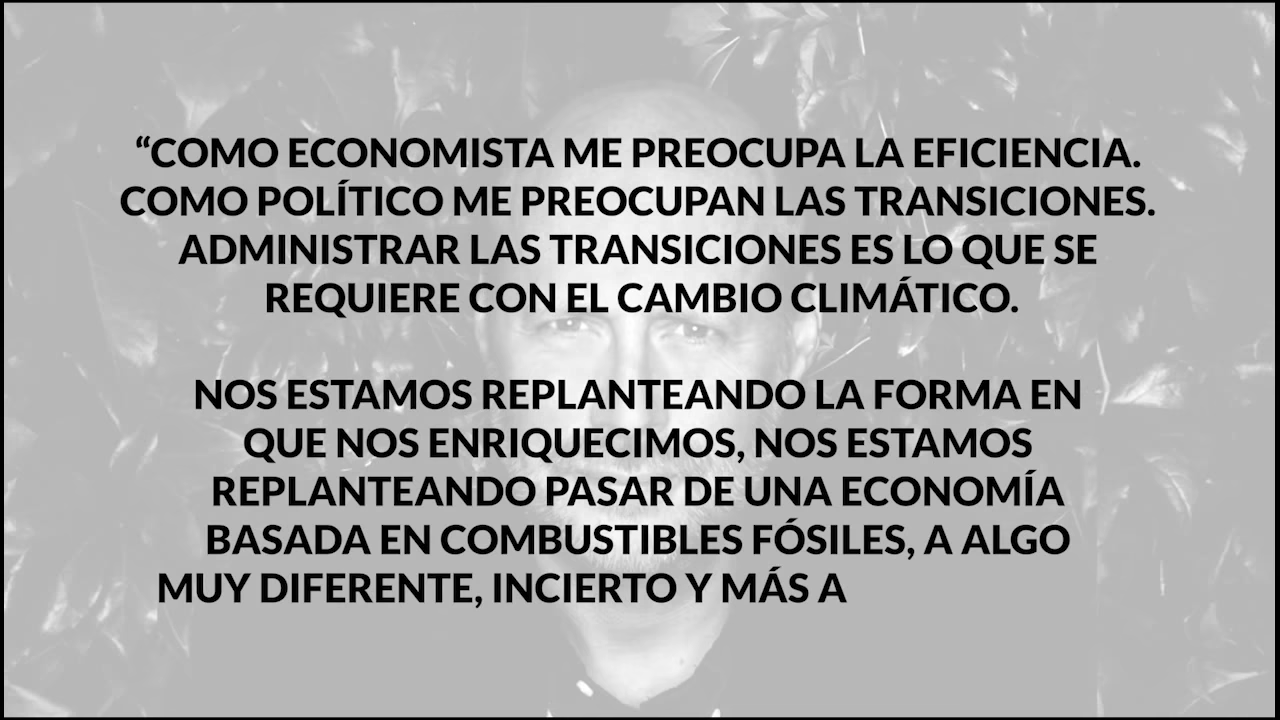 “COMO ECONOMISTA ME PREOCUPA LA EFICIENCIA.
COMO POLÍTICO ME PREOCUPAN LAS TRANSICIONES.
ADMINISTRAR LAS TRANSICIONES ES LO QUE SE
REQUIERE CON EL CAMBIO CLIMÁTICO.
NOS ESTAMOS REPLANTEANDO LA FORMA EN
QUE NOS ENRIQUECIMOS, NOS ESTAMOS
REPLANTEANDO PASAR DE UNA ECONOMÍA
BASADA EN COMBUSTIBLES FÓSILES, A ALGO
MUY DIFERENTE, INCIERTO Y MÁS A